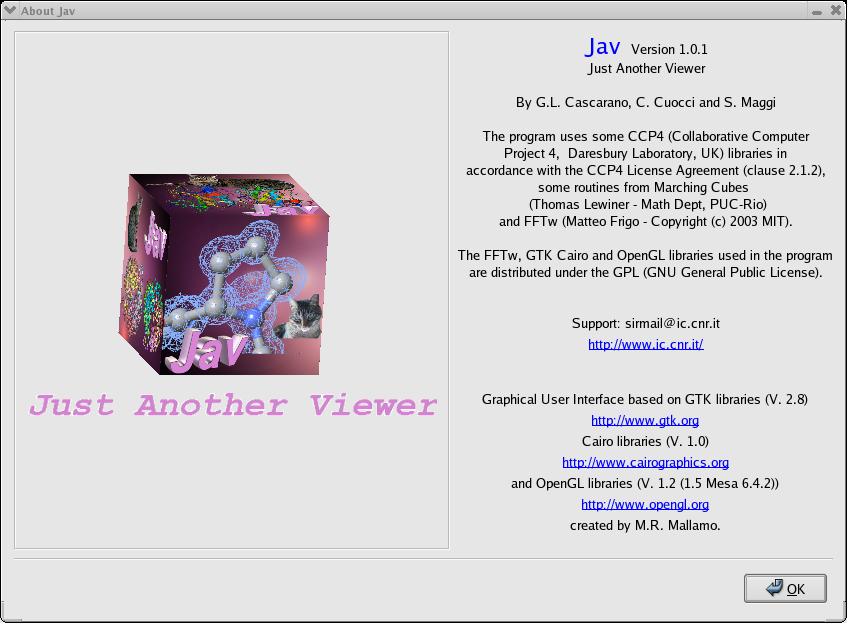 About Jav
Jav Version 1.0.1
Just Another Viewer
By G.L. Cascarano, C. Cuocci and S. Maggi
The program uses some CCP4 (Collaborative Computer
Project 4, Daresbury Laboratory, UK) libraries in
accordance with the CCP4 License Agreement (clause 2.1.2),
some routines from Marching Cubes
(Thomas Lewiner - Math Dept, PUC-Rio)
and FFTw (Matteo Frigo - Copyright (c) 2003 MIT).
The FFTw, GTK Cairo and OpenGL libraries used in the program
are distributed under the GPL (GNU General Public License).
Support: sirmail@ic.cnr.it
http://www.ic.cnr.it/
Graphical User Interface based on GTK libraries (V. 2.8)
http://www.gtk.org
Cairo libraries (V. 1.0)
http://www.cairographics.org
and OpenGL libraries (V. 1.2 (1.5 Mesa 6.4.2))
http://www.opengl.org
created by M.R. Mallamo.
Jav
Jav
Jav
Just Another Viewer
OK